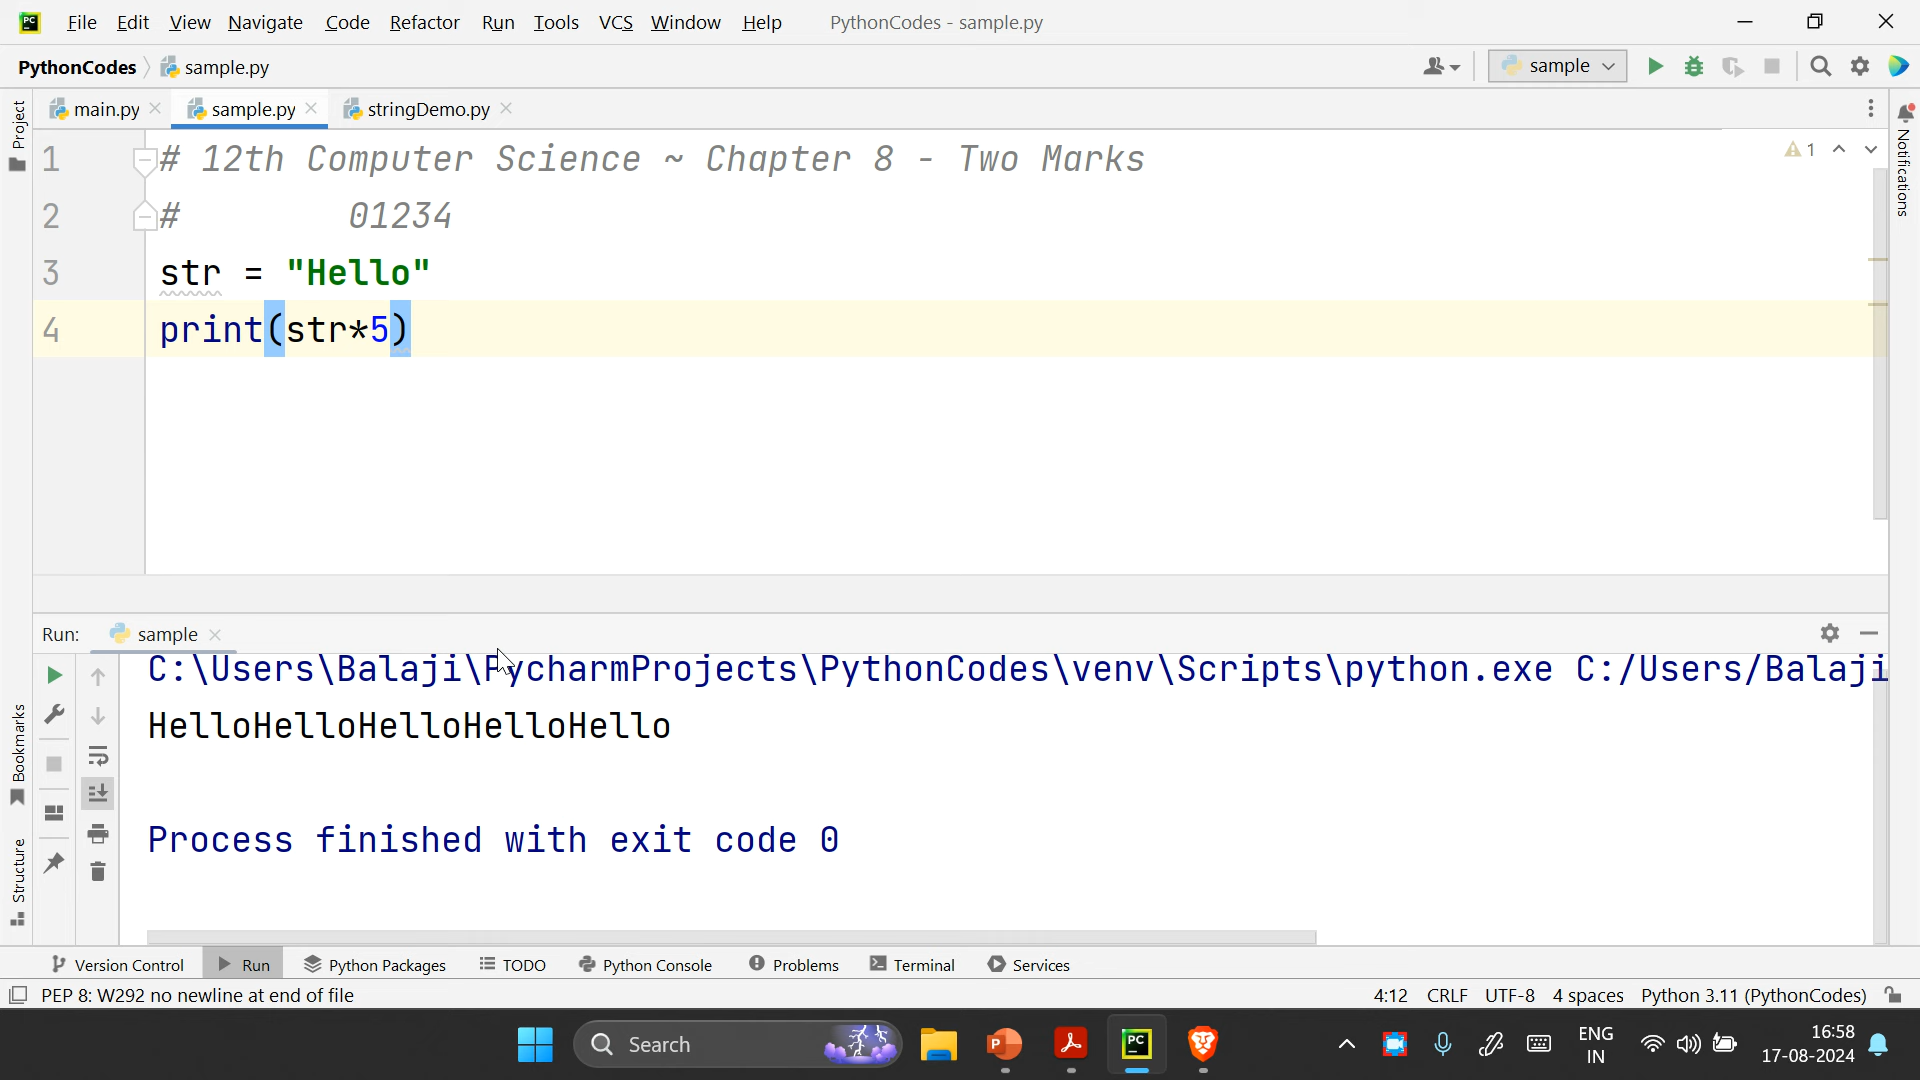 File Edit View Navigate Code Refactor Run Tools VCS Window Help PythonCodes - sample.py
PythonCodes sample.py sample
main.py sample.py stringDemo.py
Project
Notifications
1 # 12th Computer Science ~ Chapter 8 - Two Marks
1
2 # 01234
3 str = "Hello"
4 print(str*5)
Run: sample
C:\Users\Balaji\PycharmProjects\PythonCodes\venv\Scripts\python.exe C:/Users/Balaji
HelloHelloHelloHelloHello
Process finished with exit code 0
Bookmarks
Structure
Version Control Run Python Packages TODO Python Console Problems Terminal Services
PEP 8: W292 no newline at end of file 4:12 CRLF UTF-8 4 spaces Python 3.11 (PythonCodes)
Search
ENG
IN
16:58
17-08-2024